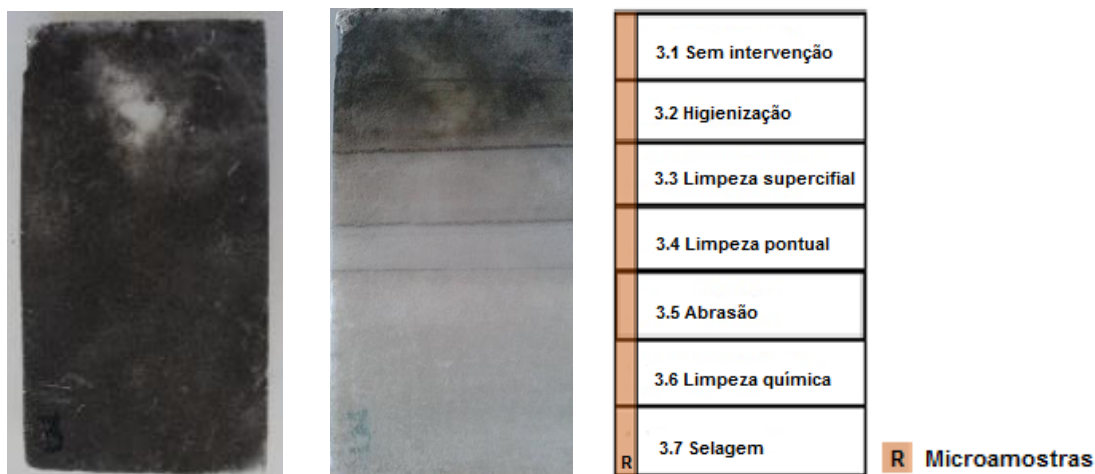 3.1 Sem intervenção
3.2 Higienização
3.3 Limpeza supercifial
3.4 Limpeza pontual
3.5 Abrasão
3.6 Limpeza química
3.7 Selagem
R
R Microamostras